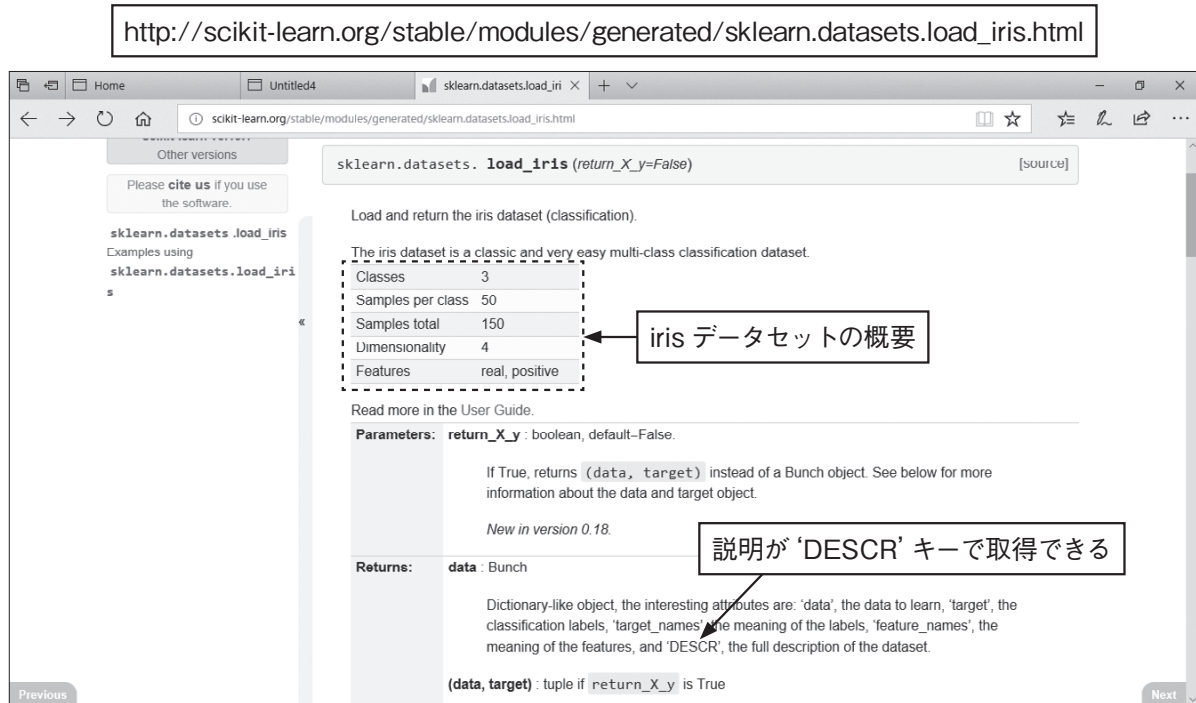 http://scikit-learn.org/stable/modules/generated/sklearn.datasets.load_iris.html
Home
Untitled4
sklearn.datasets.load_iri
scikit-learn.org/stable/modules/generated/sklearn.datasets.load_iris.html
Other versions
Please cite us if you use
the software.
sklearn.datasets .load_iris
Examples using
sklearn.datasets.load_iri
s
«
sklearn.datasets. load_iris (return_X_y=False)
[source]
Load and return the iris dataset (classification).
The iris dataset is a classic and very easy multi-class classification dataset.
Classes 3
Samples per class 50
Samples total 150
Dimensionality 4
Features real, positive
iris データセットの概要
Read more in the User Guide.
Parameters: return_X_y : boolean, default–False.
If True, returns (data, target) instead of a Bunch object. See below for more
information about the data and target object.
New in version 0.18.
説明が ‘DESCR’ キーで取得できる
Returns: data : Bunch
Dictionary-like object, the interesting attributes are: ‘data’, the data to learn, ‘target’, the
classification labels, ‘target_names’, the meaning of the labels, ‘feature_names’, the
meaning of the features, and ‘DESCR’, the full description of the dataset.
(data, target) : tuple if return_X_y is True
Previous
Next